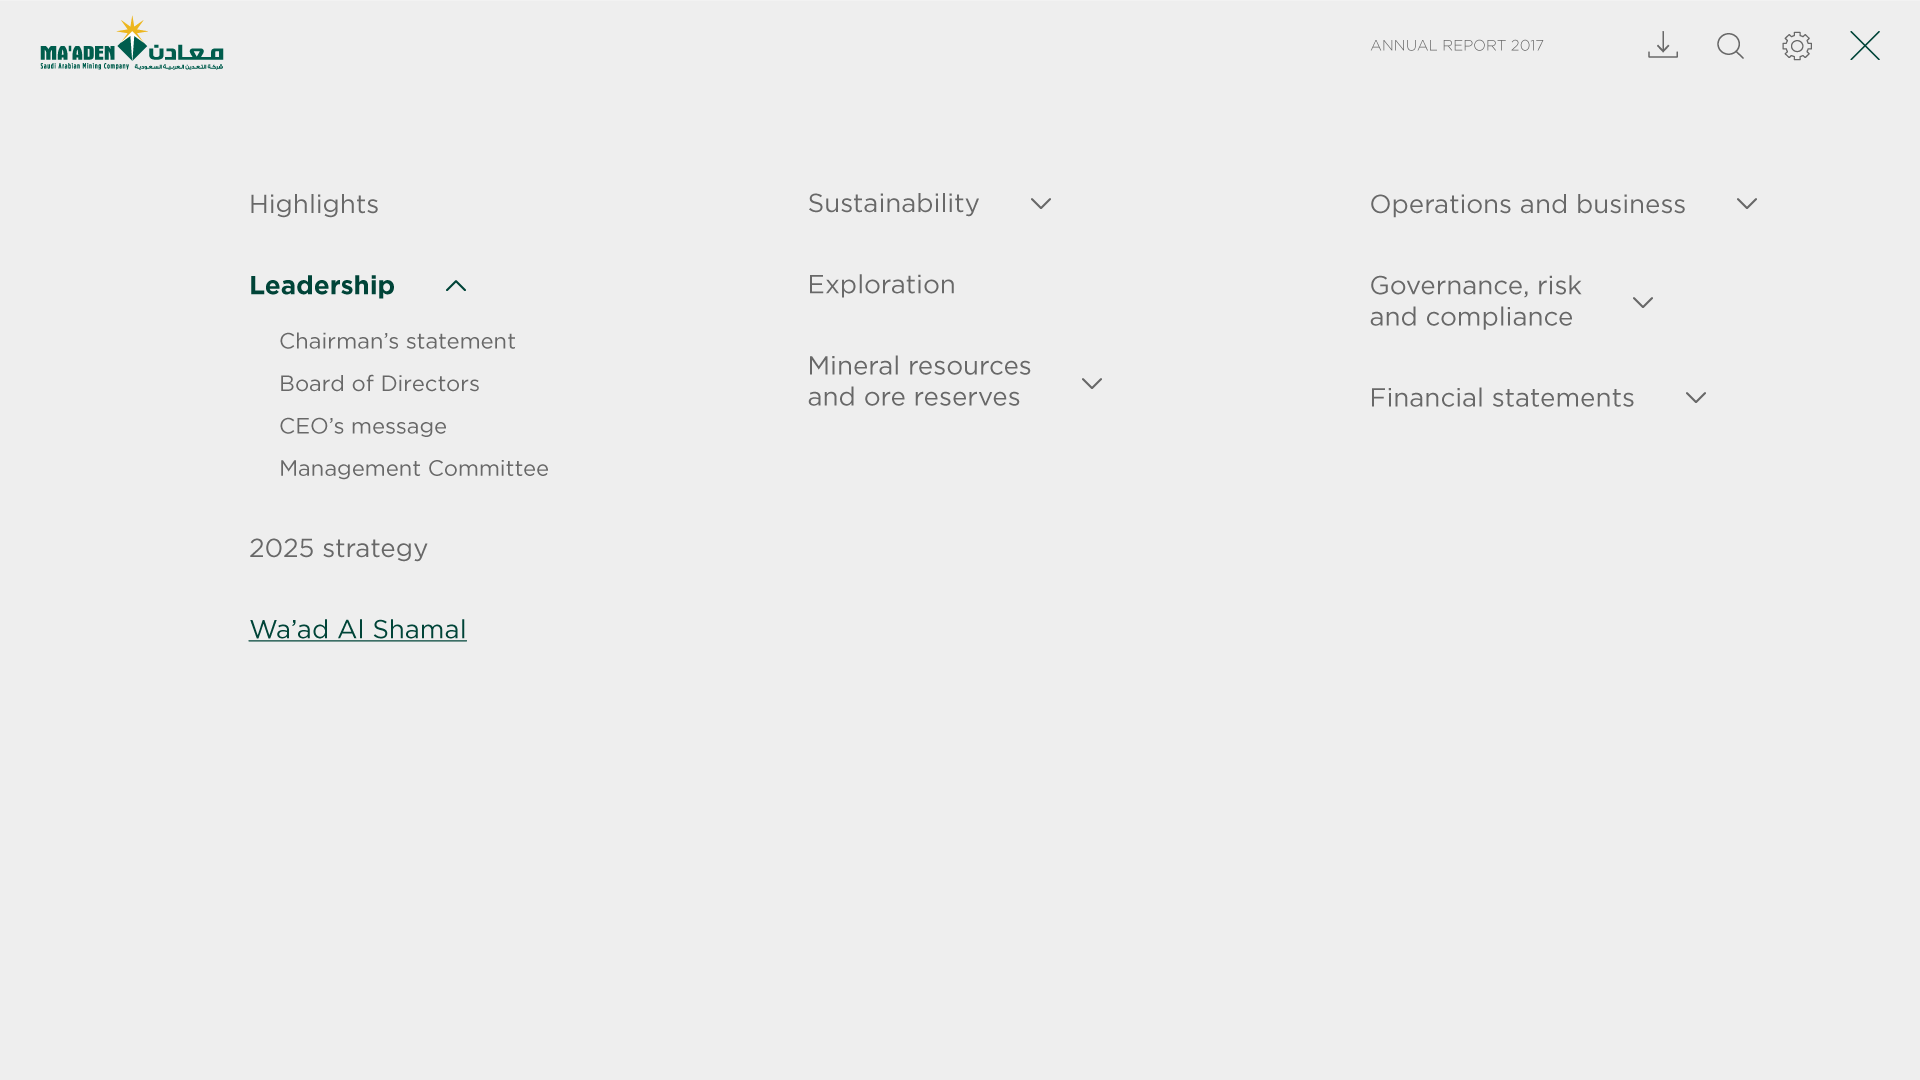 MA'ADEN معادن
Saudi Arabian Mining Company شركة التعدين العربية السعودية
ANNUAL REPORT 2017
Highlights
Leadership
Chairman’s statement
Board of Directors
CEO’s message
Management Committee
2025 strategy
Wa’ad Al Shamal
Sustainability
Exploration
Mineral resources
and ore reserves
Operations and business
Governance, risk
and compliance
Financial statements